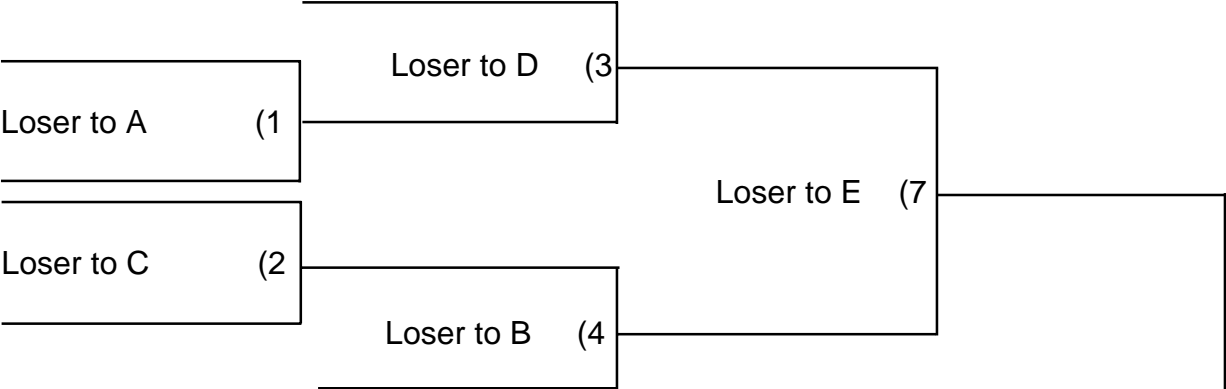 Loser to D (3
Loser to A (1
Loser to E (7
Loser to C (2
Loser to B (4